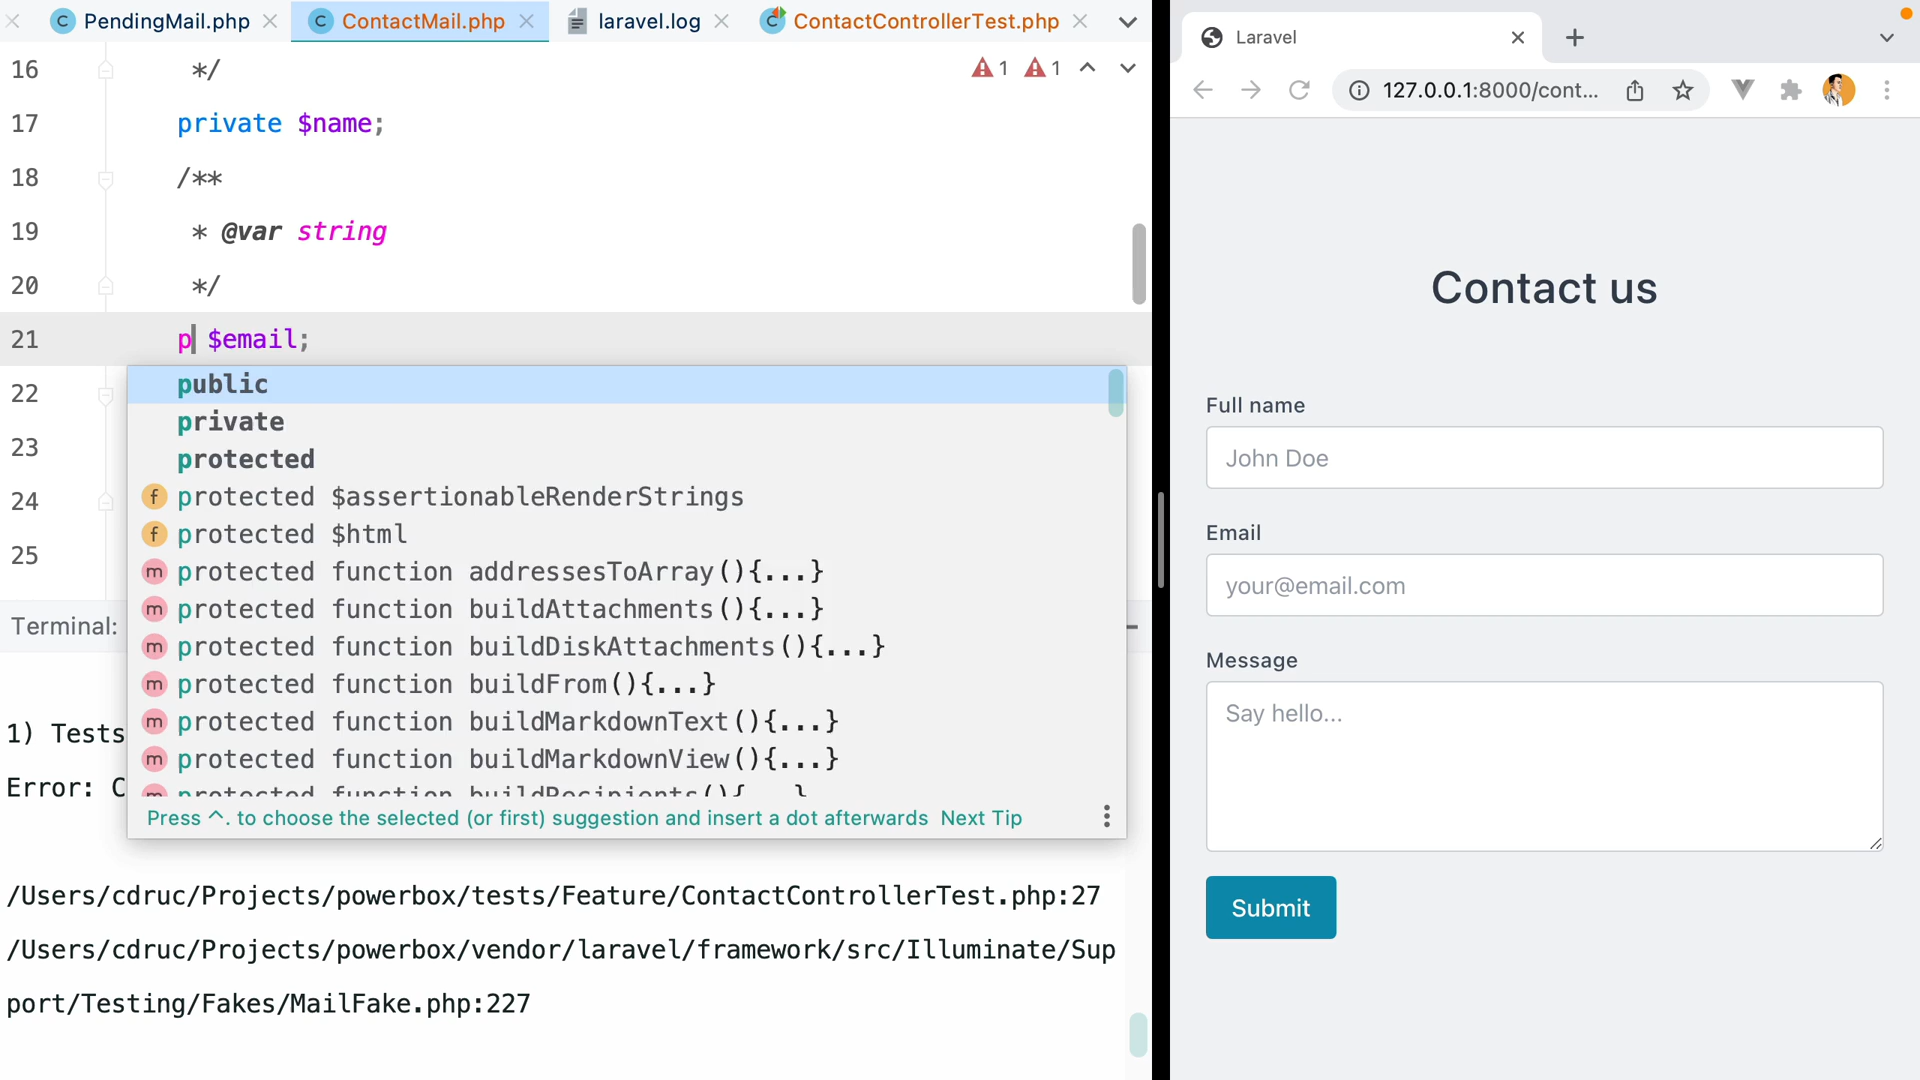 PendingMail.php
ContactMail.php
laravel.log
ContactControllerTest.php
16 */
1 1
17 private $name;
18 /**
19 * @var string
20 */
21 p $email;
22
23
24
25
public
private
protected
f protected $assertionableRenderStrings
f protected $html
m protected function addressesToArray(){...}
m protected function buildAttachments(){...}
m protected function buildDiskAttachments(){...}
m protected function buildFrom(){...}
m protected function buildMarkdownText(){...}
m protected function buildMarkdownView(){...}
m protected function buildRecipients(){...}
Press ^. to choose the selected (or first) suggestion and insert a dot afterwards Next Tip
Terminal:
1) Tests
Error: C
/Users/cdruc/Projects/powerbox/tests/Feature/ContactControllerTest.php:27
/Users/cdruc/Projects/powerbox/vendor/laravel/framework/src/Illuminate/Sup
port/Testing/Fakes/MailFake.php:227
Laravel
127.0.0.1:8000/cont...
Contact us
Full name
John Doe
Email
your@email.com
Message
Say hello...
Submit